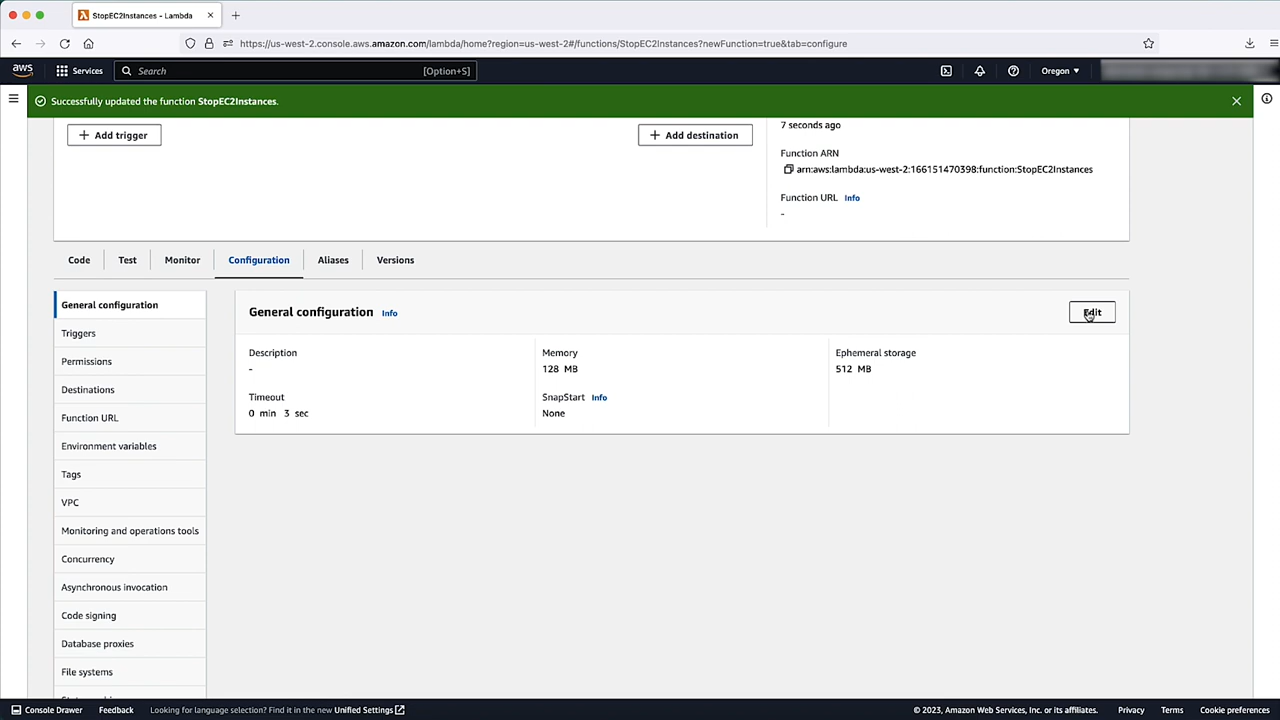 StopEC2Instances - Lambda
https://us-west-2.console.aws.amazon.com/lambda/home?region=us-west-2#/functions/StopEC2Instances?newFunction=true&tab=configure
aws
Services
Search
[Option+S]
Oregon
Successfully updated the function StopEC2Instances.
Add trigger
Add destination
7 seconds ago
Function ARN
arn:aws:lambda:us-west-2:166151470398:function:StopEC2Instances
Function URL Info
-
Code
Test
Monitor
Configuration
Aliases
Versions
General configuration
Triggers
Permissions
Destinations
Function URL
Environment variables
Tags
VPC
Monitoring and operations tools
Concurrency
Asynchronous invocation
Code signing
Database proxies
File systems
General configuration Info
Edit
Description
-
Memory
128 MB
Ephemeral storage
512 MB
Timeout
0 min 3 sec
SnapStart Info
None
Console Drawer
Feedback
Looking for language selection? Find it in the new Unified Settings
© 2023, Amazon Web Services, Inc. or its affiliates.
Privacy
Terms
Cookie preferences